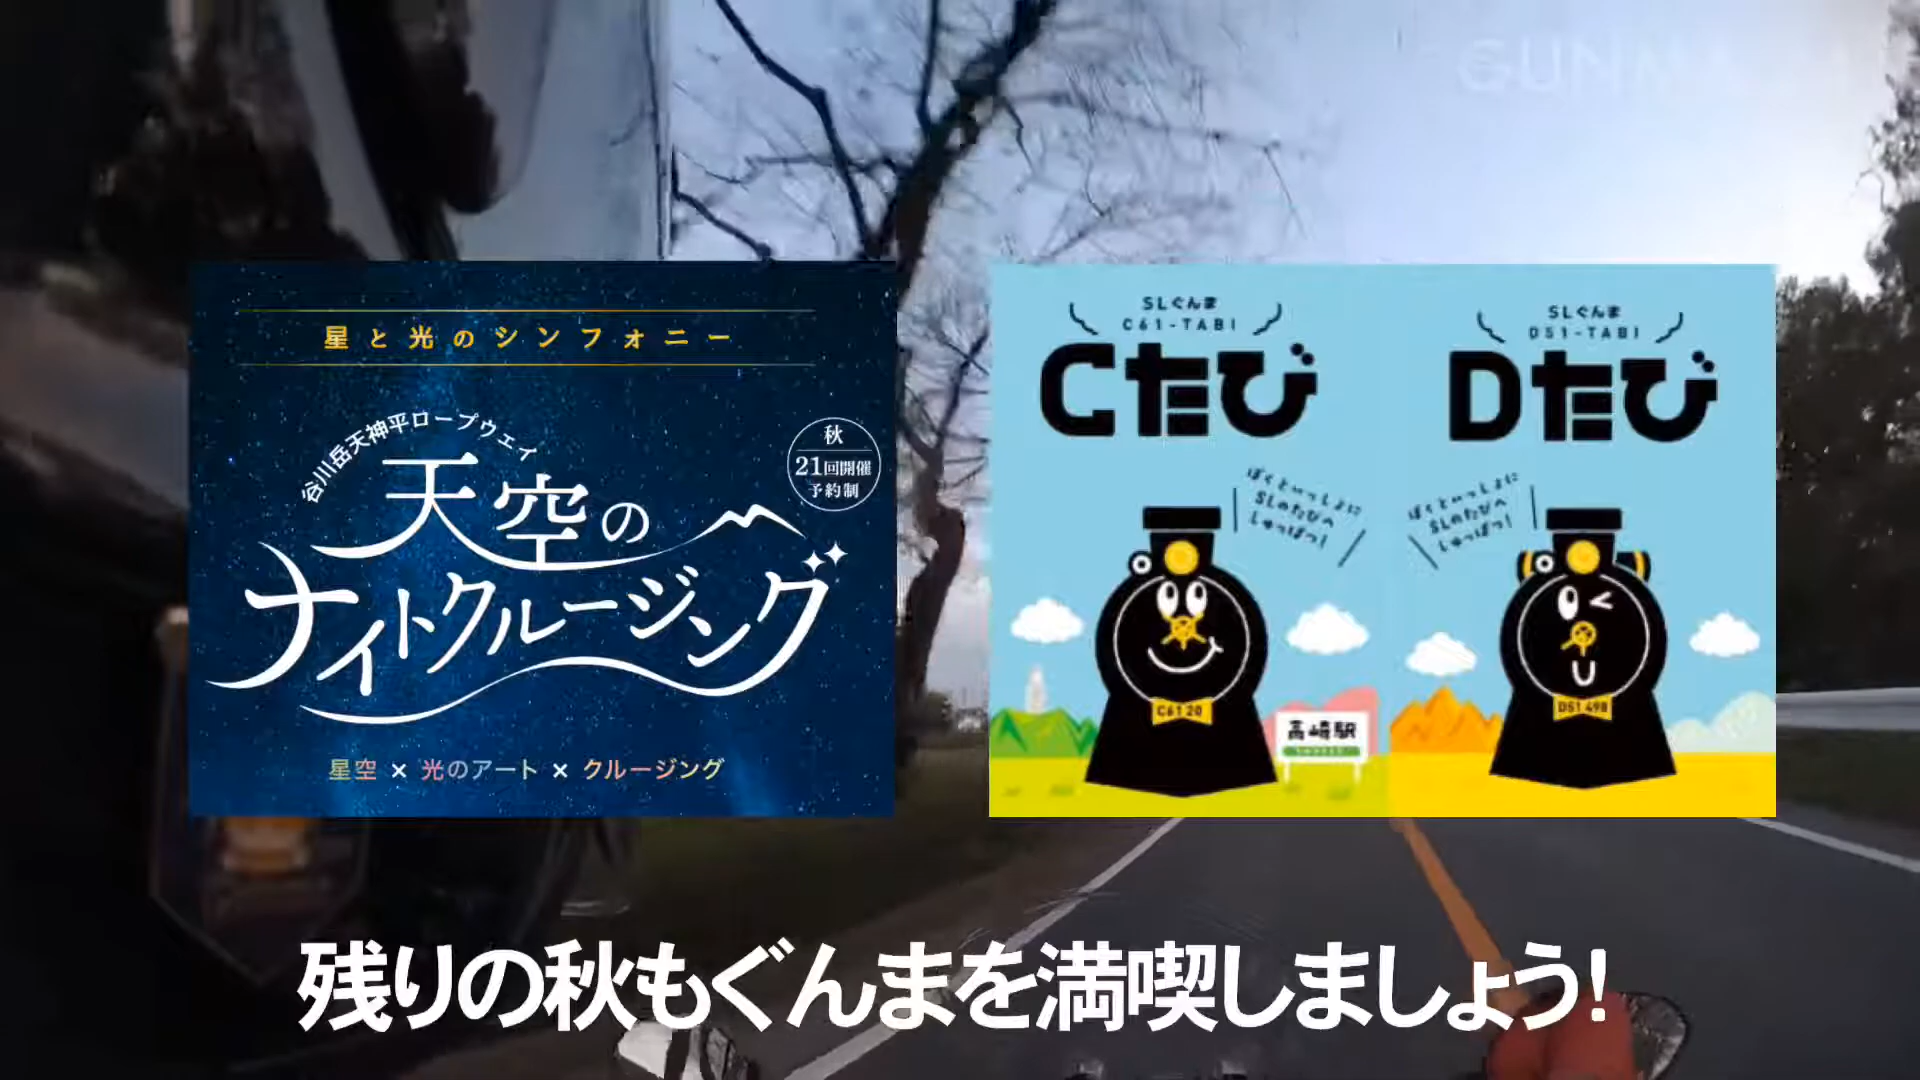 星と光のシンフォニー
谷川岳天神平ロープウェイ
天空の
ナイトクルージング
秋
21回開催
予約制
星空 × 光のアート × クルージング
SLぐんま
C61-TABI
Cたび
ぼくといっしょに
SLのたびへ
しゅっぱつ!
C61 20
高崎駅
SLぐんま
D51-TABI
Dたび
ぼくといっしょに
SLのたびへ
しゅっぱつ!
D51 498
残りの秋もぐんまを満喫しましょう!